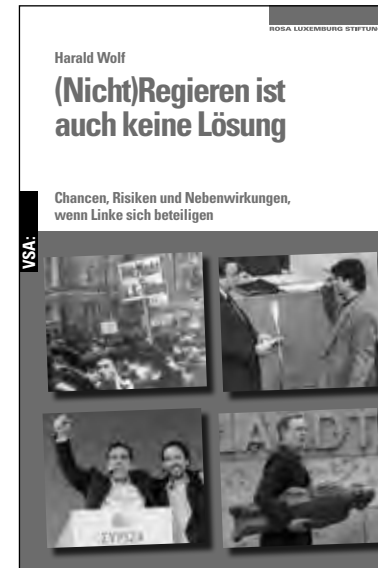 ROSA LUXEMBURG STIFTUNG
Harald Wolf
(Nicht)Regieren ist
auch keine Lösung
Chancen, Risiken und Nebenwirkungen,
wenn Linke sich beteiligen
VSA:
ΣΥΡΙΖΑ